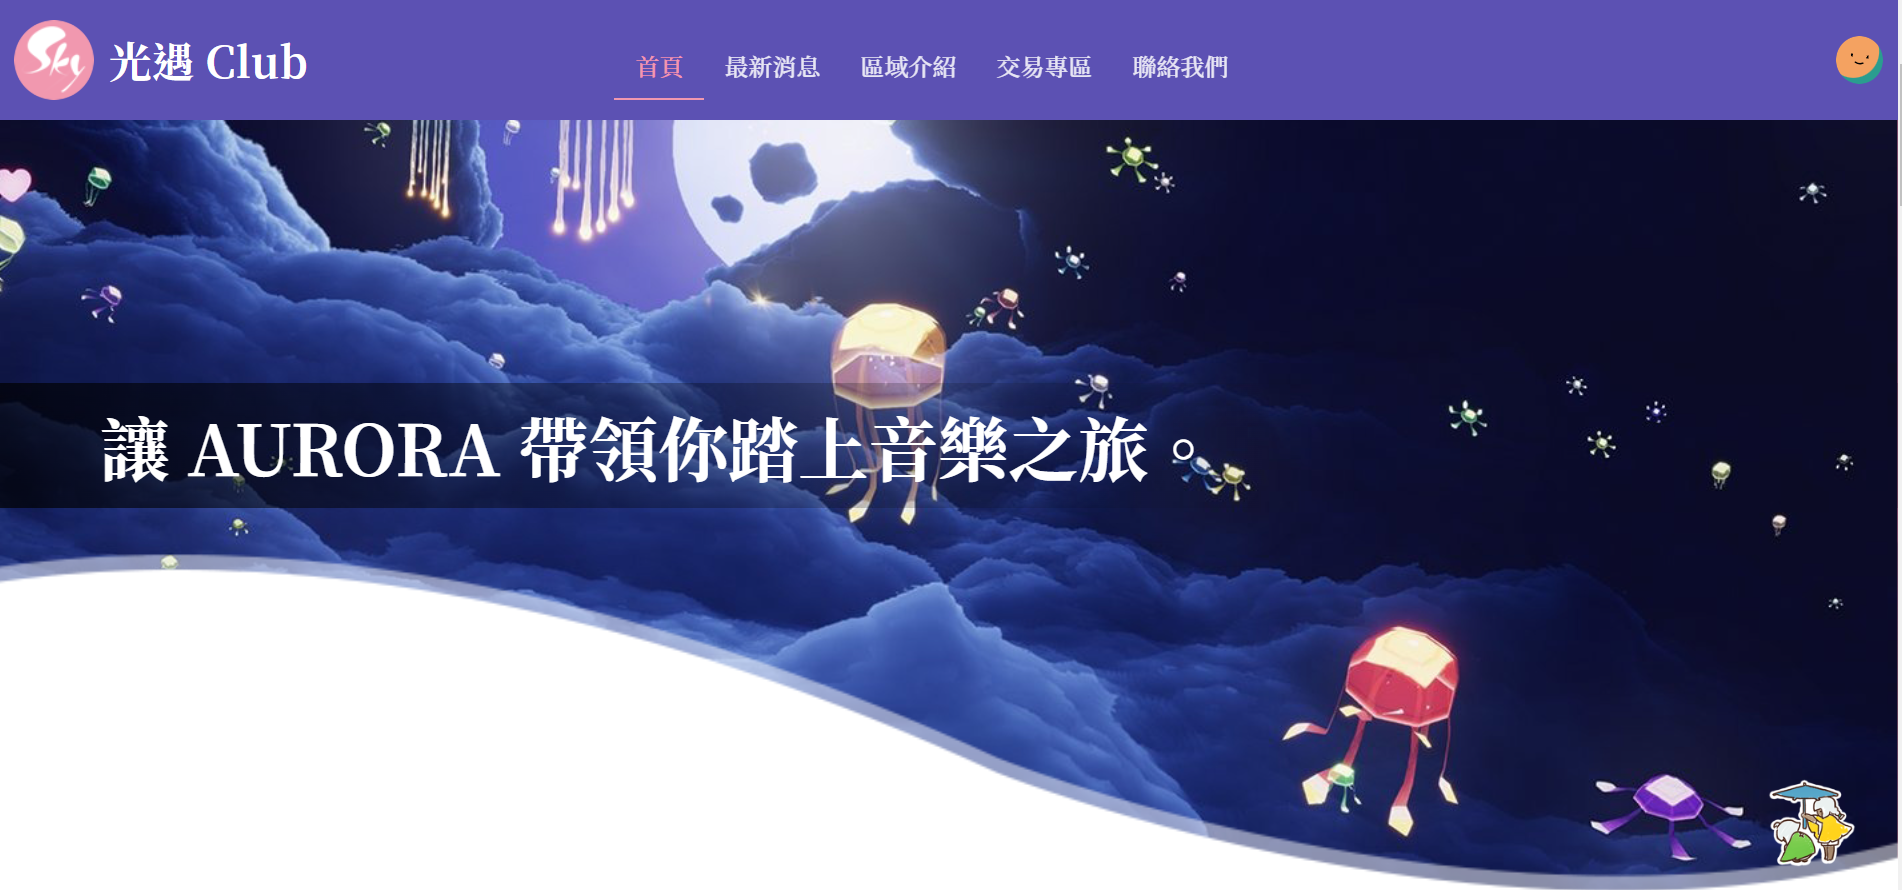 Sky
光遇 Club
首頁
最新消息
區域介紹
交易專區
聯絡我們
讓 AURORA 帶領你踏上音樂之旅。